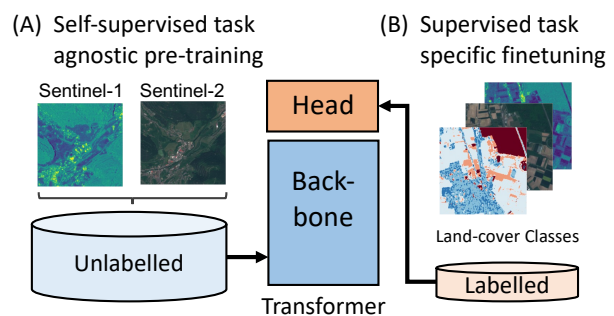 (A) Self-supervised task
agnostic pre-training
(B) Supervised task
specific finetuning
Sentinel-1 Sentinel-2
Head
Back-
bone
Land-cover Classes
Unlabelled
Labelled
Transformer